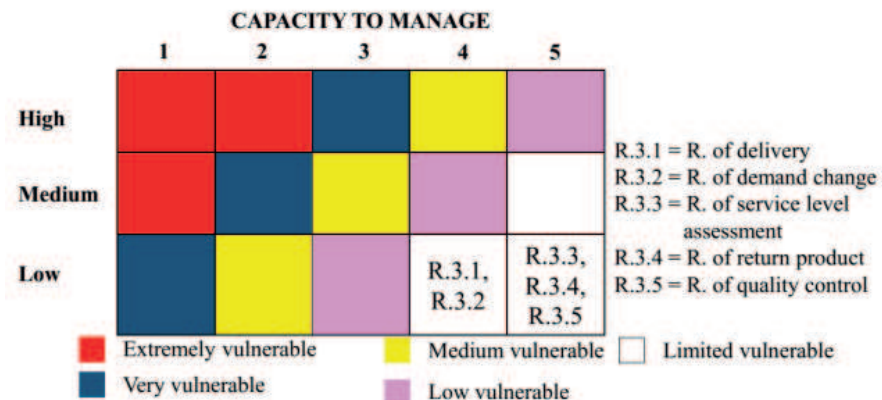 CAPACITY TO MANAGE
1 2 3 4 5
High
Medium
Low
R.3.1,
R.3.2
R.3.3,
R.3.4,
R.3.5
R.3.1 = R. of delivery
R.3.2 = R. of demand change
R.3.3 = R. of service level
assessment
R.3.4 = R. of return product
R.3.5 = R. of quality control
Extremely vulnerable
Medium vulnerable
Limited vulnerable
Very vulnerable
Low vulnerable